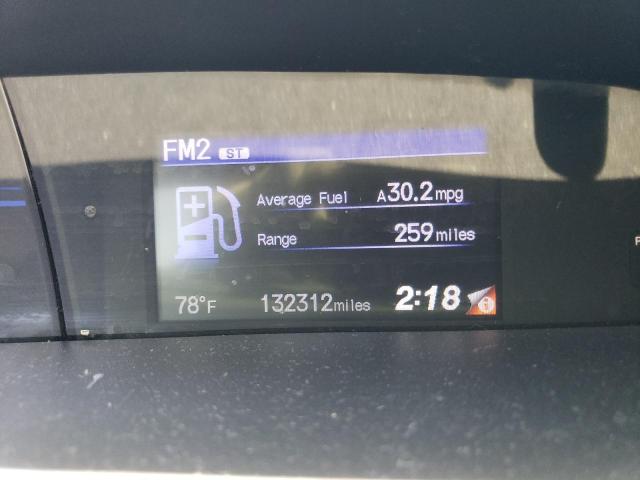 FM2 ST
Average Fuel A30.2mpg
Range 259miles
78°F 132312miles 2:18 i